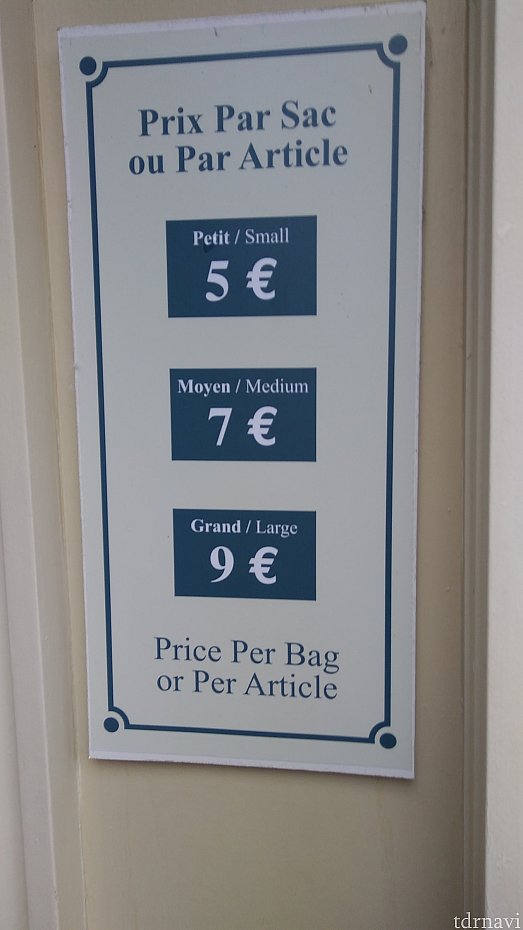 Prix Par Sac
ou Par Article
Petit / Small
5 €
Moyen / Medium
7 €
Grand / Large
9 €
Price Per Bag
or Per Article
tdrnavi